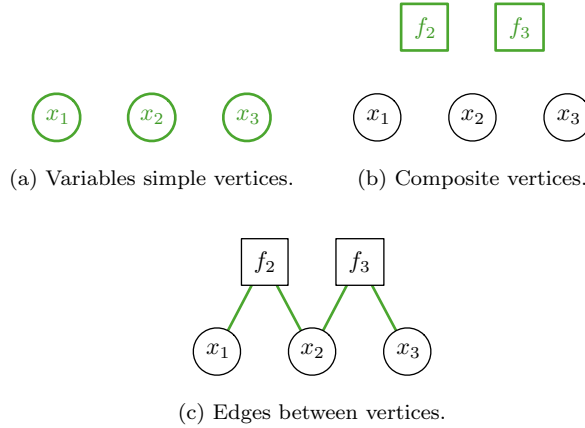 f₂ f₃
x₁ x₂ x₃ x₁ x₂ x₃
(a) Variables simple vertices. (b) Composite vertices.
f₂ f₃
x₁ x₂ x₃
(c) Edges between vertices.